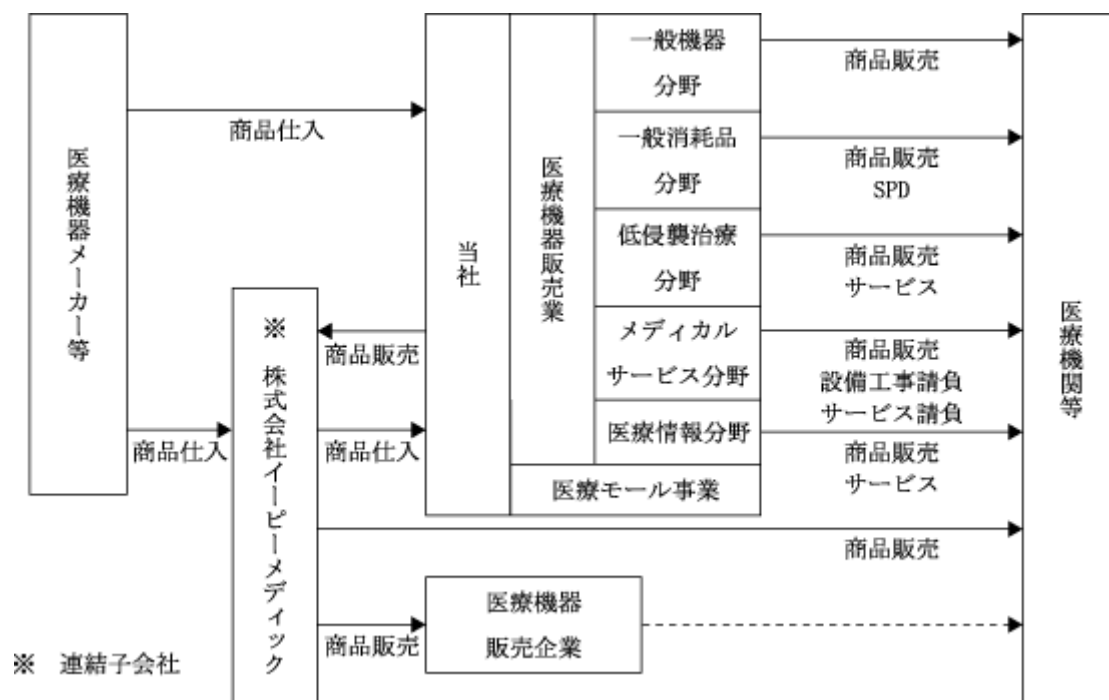 医療機器メーカー等
商品仕入
商品仕入
※ 株式会社イーピーメディック
商品販売
商品仕入
当社
医療機器販売業
一般機器
分野
一般消耗品
分野
低侵襲治療
分野
メディカル
サービス分野
医療情報分野
医療モール事業
商品販売
商品販売
SPD
商品販売
サービス
商品販売
設備工事請負
サービス請負
商品販売
サービス
商品販売
商品販売
医療機器
販売企業
医療機関等
※ 連結子会社